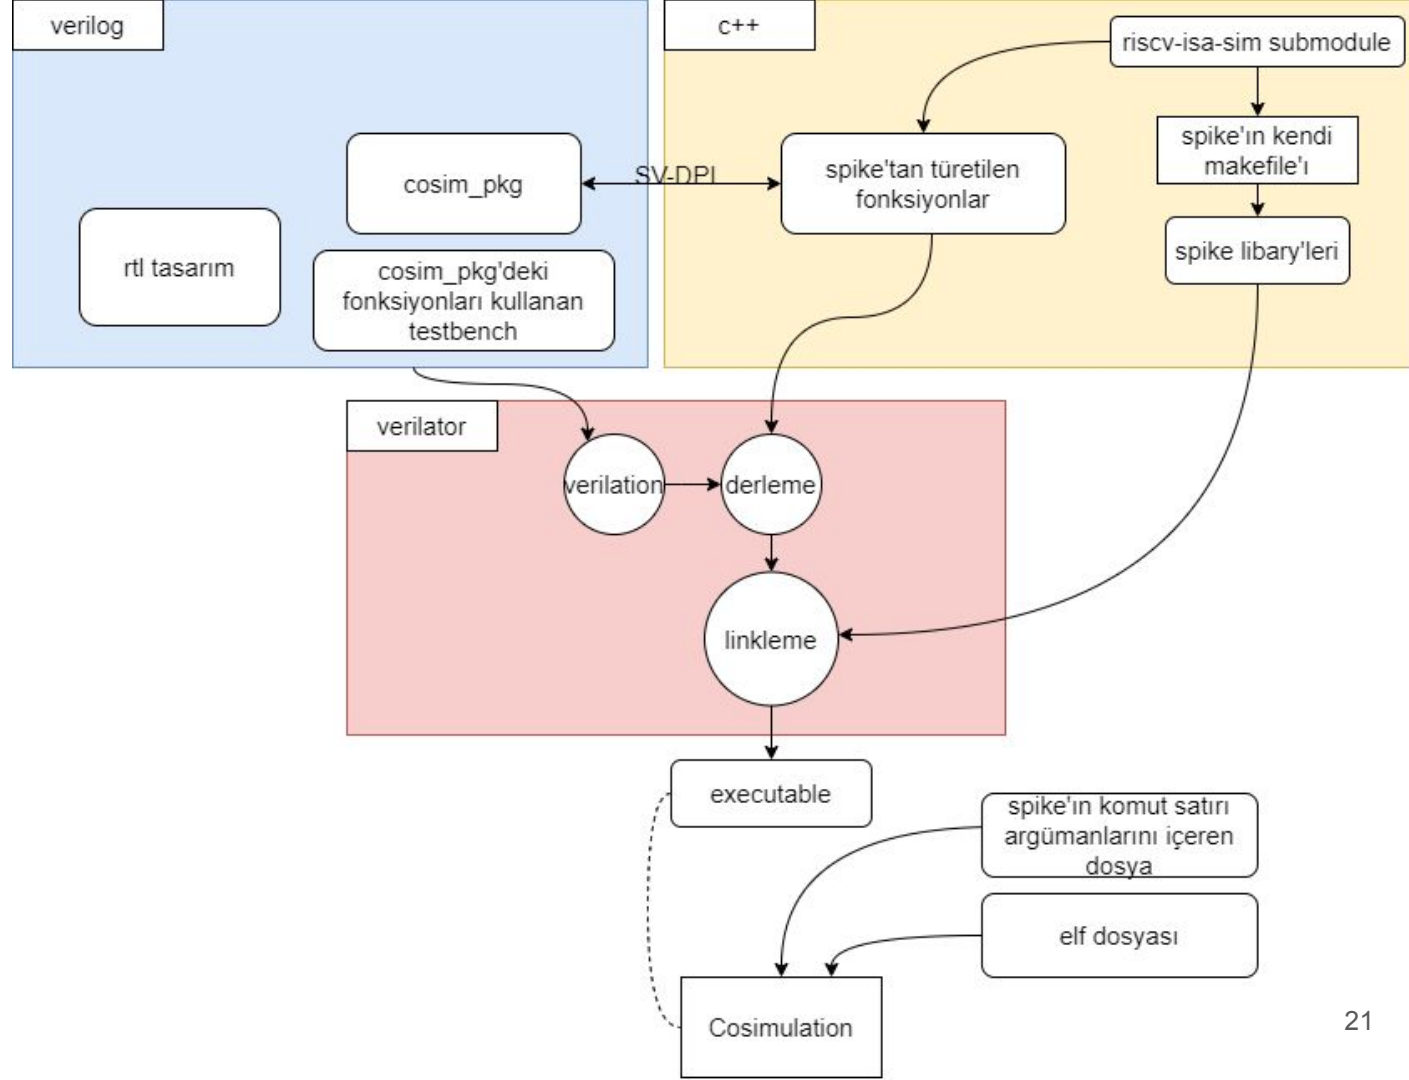 verilog
c++
riscv-isa-sim submodule
spike'ın kendi
makefile'ı
cosim_pkg
SV-DPI
spike'tan türetilen
fonksiyonlar
rtl tasarım
cosim_pkg'deki
fonksiyonları kullanan
testbench
spike libary'leri
verilator
verilation
derleme
linkleme
executable
spike'ın komut satırı
argümanlarını içeren
dosya
elf dosyası
Cosimulation
21